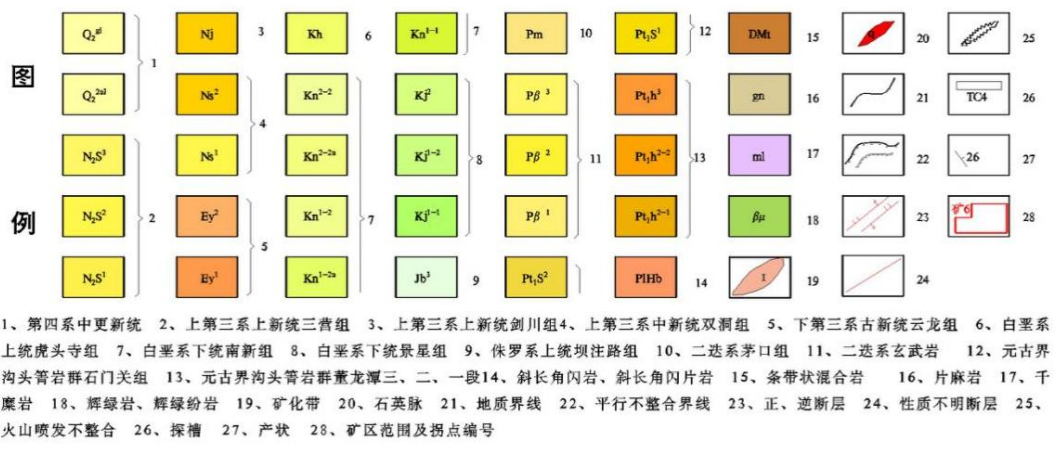 Q₂ᵍˡ Nj 3 Kh 6 Kn¹⁻¹ 7 Pm 10 Pt₁S¹ 12 DMt 15 q 20 25
图 1
Q₂²ᵃˡ Ns² Kn²⁻² Kj² Pβ³ Pt₁h³ gn 16 21 TC4 26
4
N₂S³ Ns¹ Kn²⁻²ᵃ Kj¹⁻² 8 Pβ² 11 Pt₁h²⁻² 13 ml 17 22 26 27
例 N₂S² 2 Ey² 5 Kn¹⁻² 7 Kj¹⁻¹ Pβ¹ Pt₁h²⁻¹ βμ 18 23 矿6 28
N₂S¹ Ey¹ Kn¹⁻²ᵃ Jb³ 9 Pt₁S² PlHb 14 I 19 24
1、第四系中更新统 2、上第三系上新统三营组 3、上第三系上新统剑川组4、上第三系中新统双洞组 5、下第三系古新统云龙组 6、白垩系
上统虎头寺组 7、白垩系下统南新组 8、白垩系下统景星组 9、侏罗系上统坝注路组 10、二迭系茅口组 11、二迭系玄武岩 12、元古界
沟头箐岩群石门关组 13、元古界沟头箐岩群董龙潭三、二、一段14、斜长角闪岩、斜长角闪片岩 15、条带状混合岩 16、片麻岩 17、千
糜岩 18、辉绿岩、辉绿纷岩 19、矿化带 20、石英脉 21、地质界线 22、平行不整合界线 23、正、逆断层 24、性质不明断层 25、
火山喷发不整合 26、探槽 27、产状 28、矿区范围及拐点编号